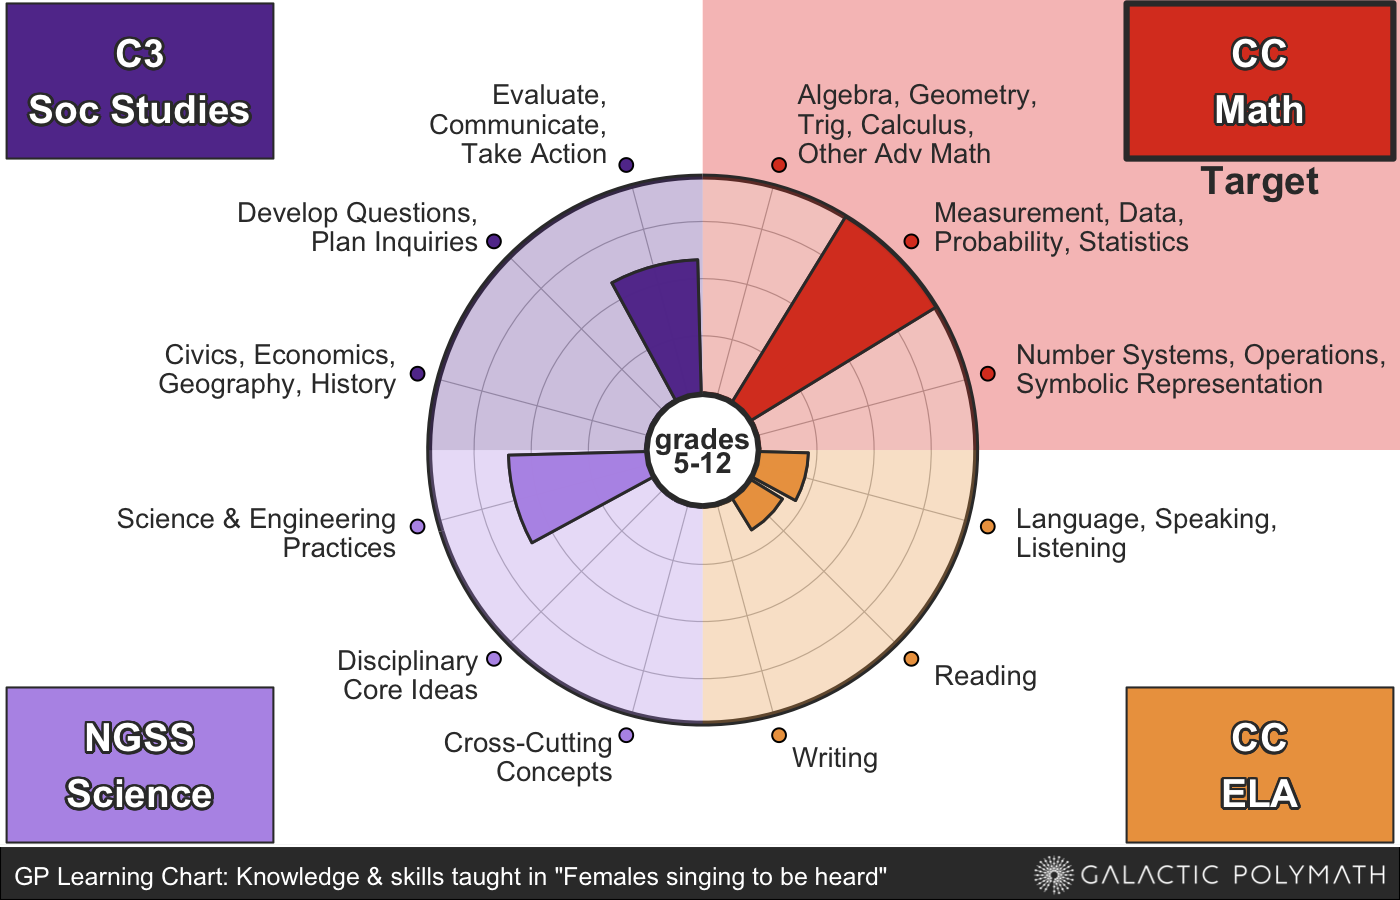 C3
Soc Studies
CC
Math
Target
Evaluate,
Communicate,
Take Action
Algebra, Geometry,
Trig, Calculus,
Other Adv Math
Develop Questions,
Plan Inquiries
Measurement, Data,
Probability, Statistics
Civics, Economics,
Geography, History
Number Systems, Operations,
Symbolic Representation
grades
5-12
Science & Engineering
Practices
Language, Speaking,
Listening
Disciplinary
Core Ideas
Reading
Cross-Cutting
Concepts
Writing
NGSS
Science
CC
ELA
GP Learning Chart: Knowledge & skills taught in "Females singing to be heard"
GALACTIC POLYMATH